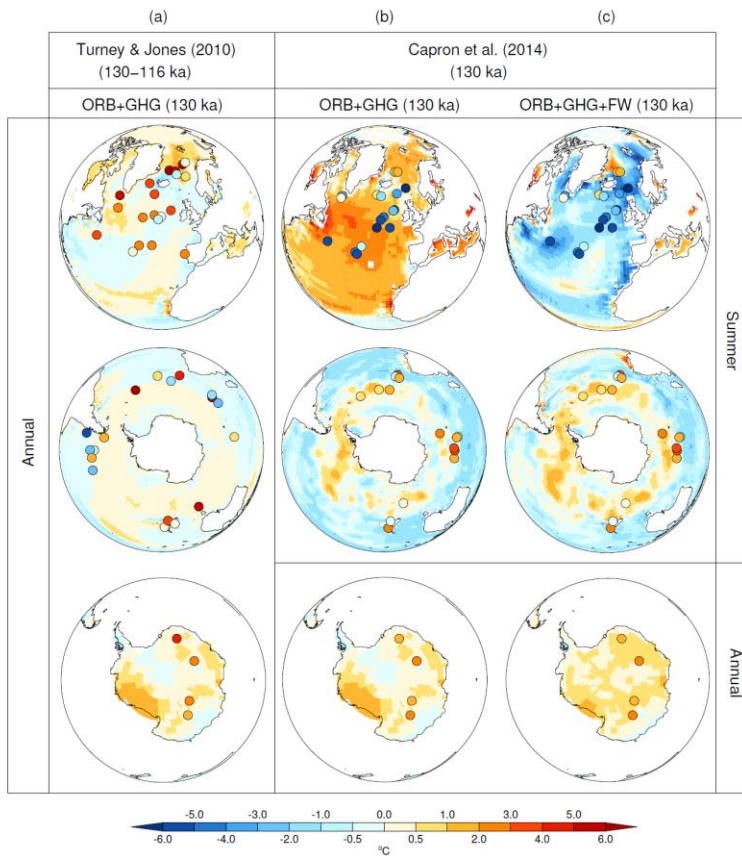 (a)
(b)
(c)
Turney & Jones (2010)
(130−116 ka)
Capron et al. (2014)
(130 ka)
ORB+GHG (130 ka)
ORB+GHG (130 ka)
ORB+GHG+FW (130 ka)
Annual
Summer
Annual
-5.0 -3.0 -1.0 0.0 1.0 3.0 5.0
-6.0 -4.0 -2.0 -0.5 0.5 2.0 4.0 6.0
°C